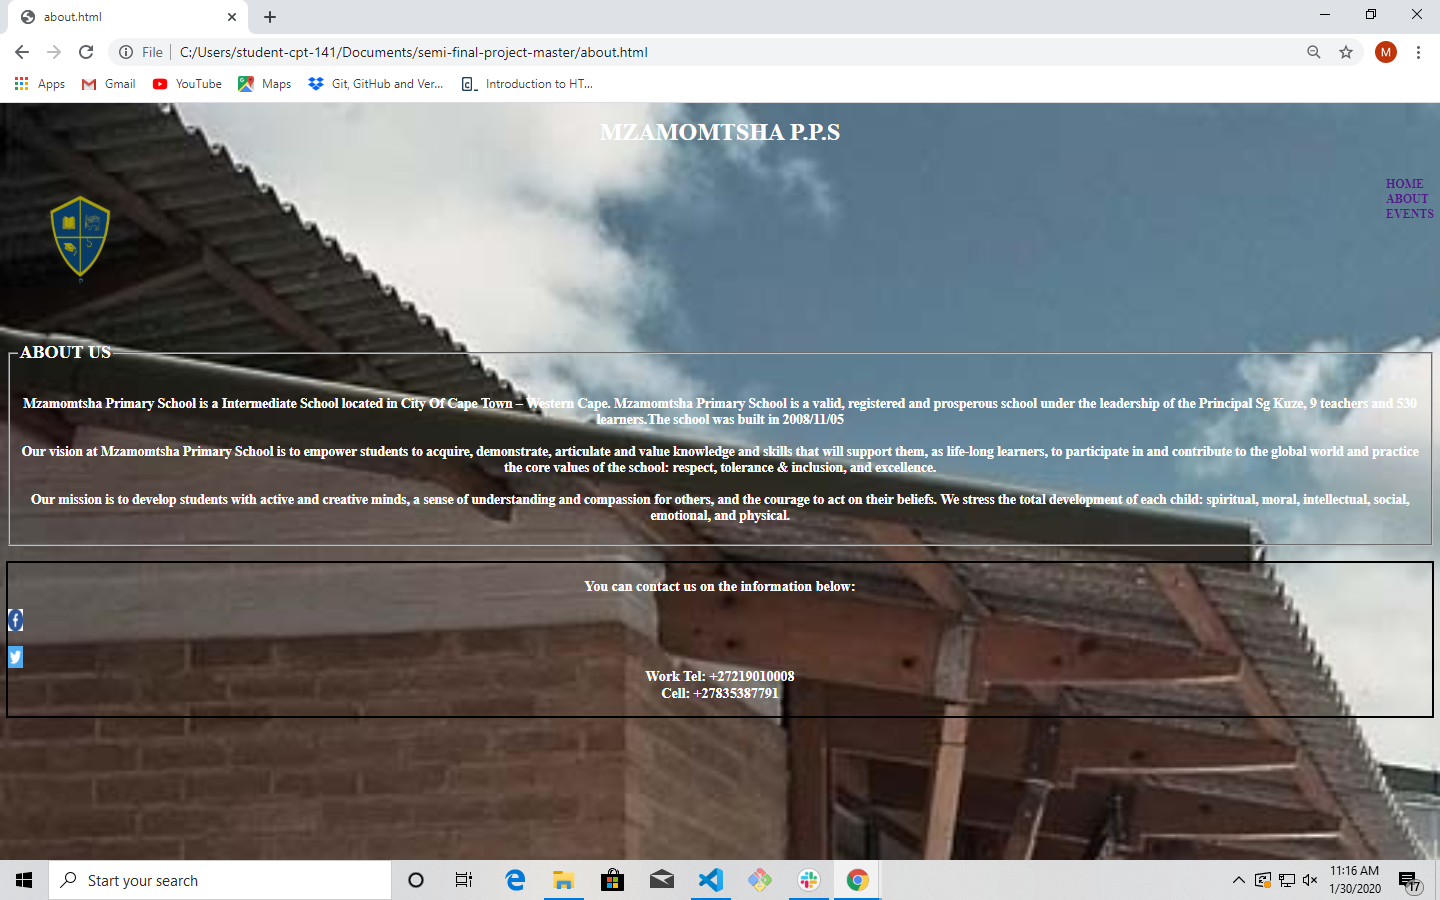 about.html
File
C:/Users/student-cpt-141/Documents/semi-final-project-master/about.html
M
Apps
Gmail
YouTube
Maps
Git, GitHub and Ver...
Introduction to HT...
MZAMOMTSHA P.P.S
HOME
ABOUT
EVENTS
ABOUT US
Mzamomtsha Primary School is a Intermediate School located in City Of Cape Town – Western Cape. Mzamomtsha Primary School is a valid, registered and prosperous school under the leadership of the Principal Sg Kuze, 9 teachers and 530
learners.The school was built in 2008/11/05
Our vision at Mzamomtsha Primary School is to empower students to acquire, demonstrate, articulate and value knowledge and skills that will support them, as life-long learners, to participate in and contribute to the global world and practice
the core values of the school: respect, tolerance & inclusion, and excellence.
Our mission is to develop students with active and creative minds, a sense of understanding and compassion for others, and the courage to act on their beliefs. We stress the total development of each child: spiritual, moral, intellectual, social,
emotional, and physical.
You can contact us on the information below:
Work Tel: +27219010008
Cell: +27835387791
Start your search
11:16 AM
1/30/2020
17